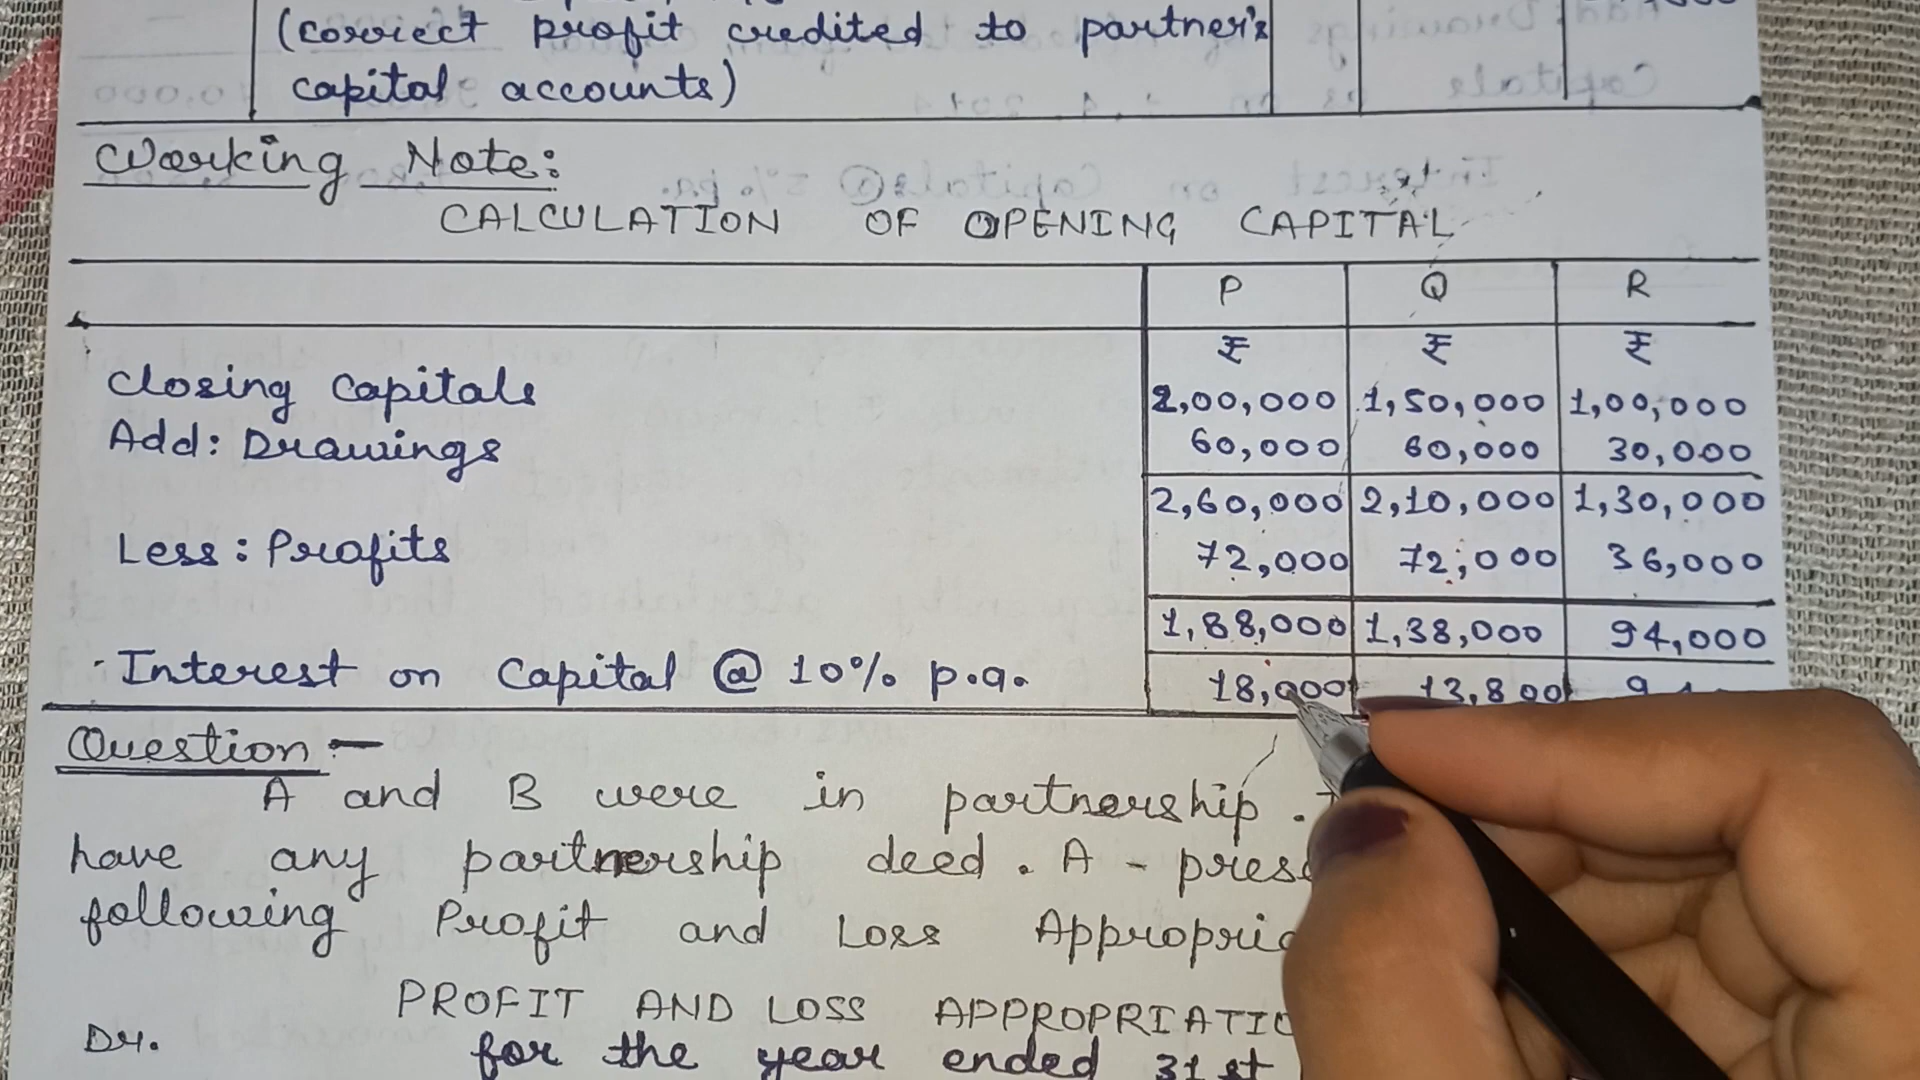 (correct profit credited to partner's
capital accounts)
Working Note:
CALCULATION OF OPENING CAPITAL
P Q R
₹ ₹ ₹
Closing Capitals 2,00,000 1,50,000 1,00,000
Add: Drawings 60,000 60,000 30,000
2,60,000 2,10,000 1,30,000
Less: Profits 72,000 72,000 36,000
1,88,000 1,38,000 94,000
Interest on Capital @ 10% p.a. 18,000 13,800
Question -
A and B were in partnership.
have any partnership deed. A - pres
following Profit and Loss Appropri
PROFIT AND LOSS APPROPRIATIO
Dr. for the year ended 31st